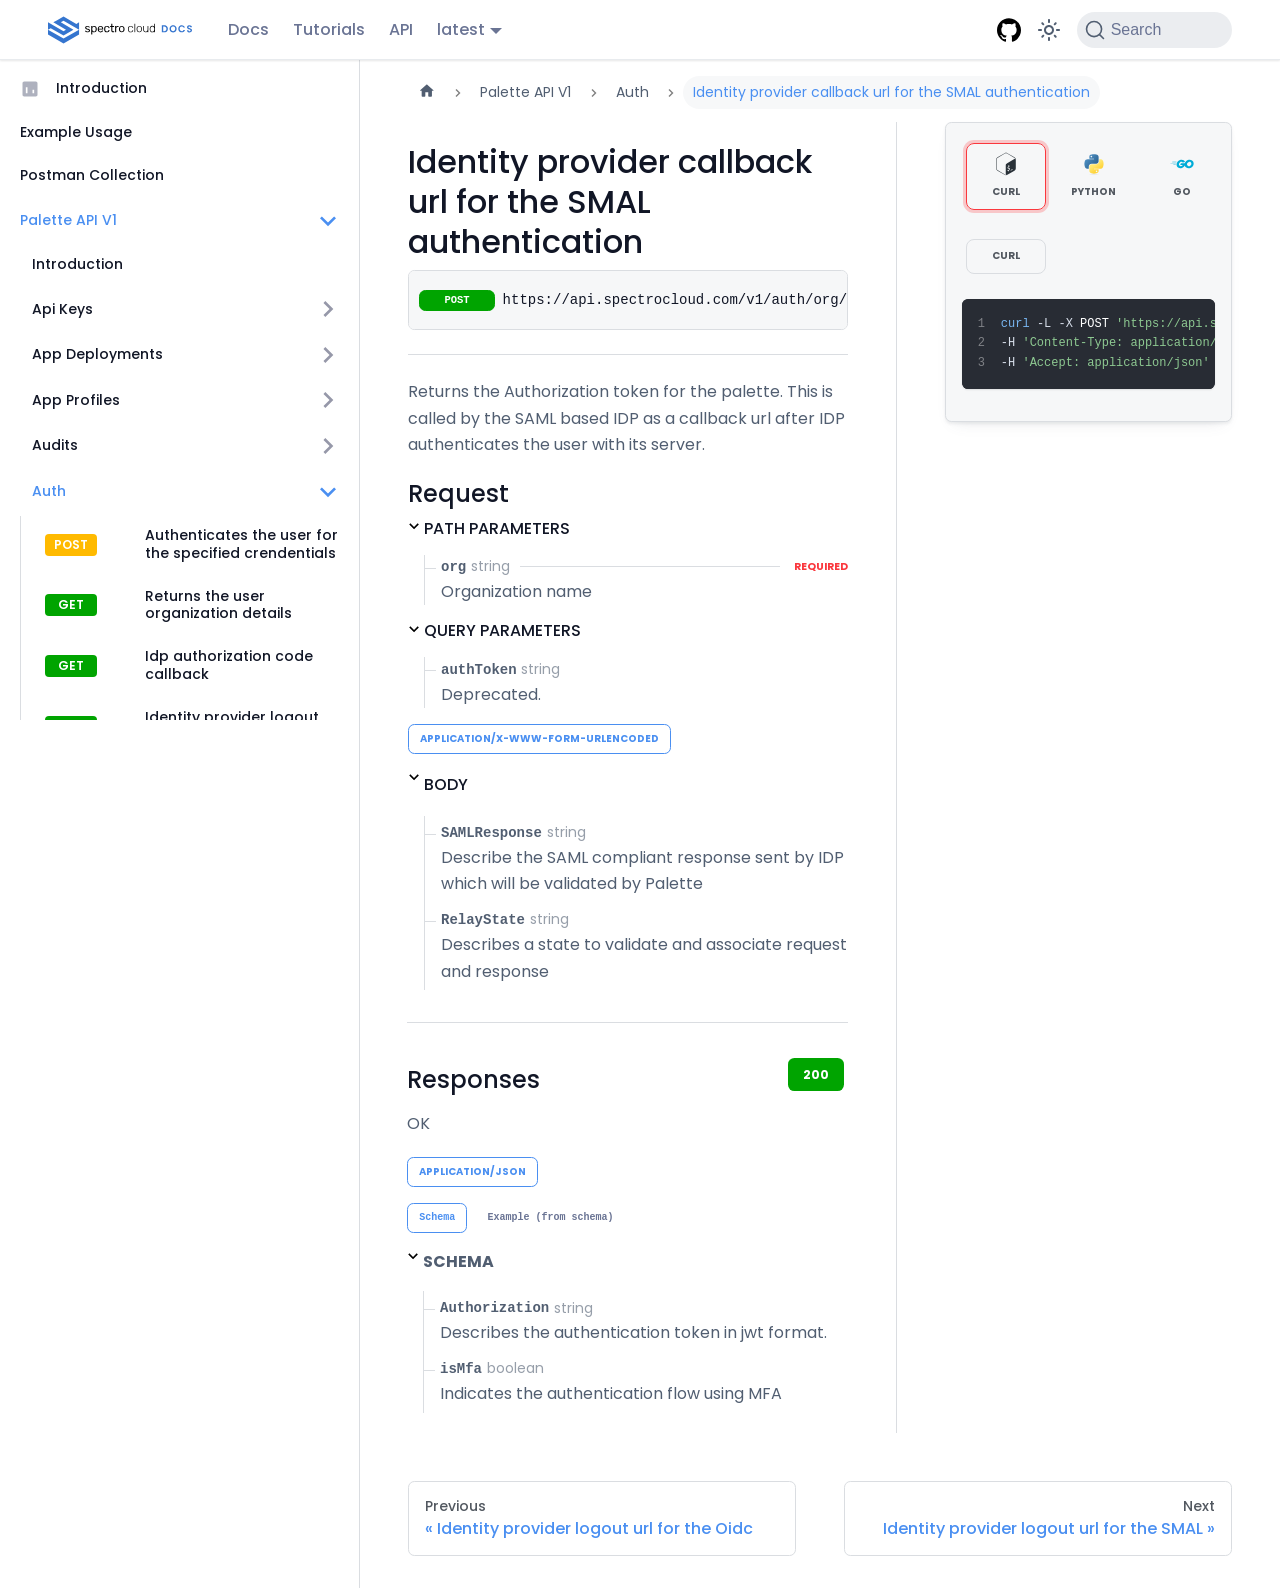 spectro cloud DOCS
Docs
Tutorials
API
latest
Search
Introduction
Example Usage
Postman Collection
Palette API V1
Introduction
Api Keys
App Deployments
App Profiles
Audits
Auth
POST
Authenticates the user for
the specified crendentials
GET
Returns the user
organization details
GET
Idp authorization code
callback
Identity provider logout
Palette API V1
Auth
Identity provider callback url for the SMAL authentication
Identity provider callback
url for the SMAL
authentication
POST https://api.spectrocloud.com/v1/auth/org/
Returns the Authorization token for the palette. This is
called by the SAML based IDP as a callback url after IDP
authenticates the user with its server.
Request
PATH PARAMETERS
org string REQUIRED
Organization name
QUERY PARAMETERS
authToken string
Deprecated.
APPLICATION/X-WWW-FORM-URLENCODED
BODY
SAMLResponse string
Describe the SAML compliant response sent by IDP
which will be validated by Palette
RelayState string
Describes a state to validate and associate request
and response
Responses
200
OK
APPLICATION/JSON
Schema
Example (from schema)
SCHEMA
Authorization string
Describes the authentication token in jwt format.
isMfa boolean
Indicates the authentication flow using MFA
CURL
PYTHON
GO
GO
CURL
1 curl -L -X POST 'https://api.s
2 -H 'Content-Type: application/
3 -H 'Accept: application/json'
Previous
« Identity provider logout url for the Oidc
Next
Identity provider logout url for the SMAL »